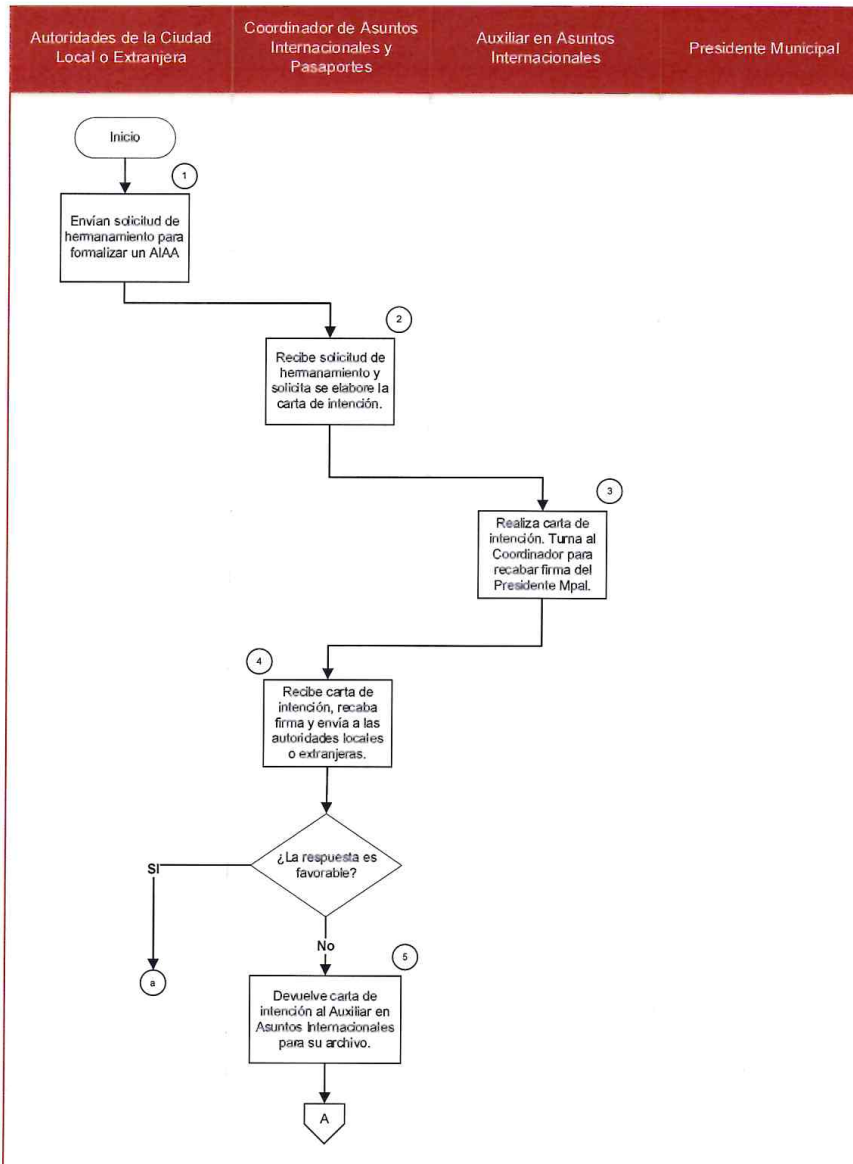 Autoridades de la Ciudad
Local o Extranjera
Coordinador de Asuntos
Internacionales y
Pasaportes
Auxiliar en Asuntos
Internacionales
Presidente Municipal
Inicio
1
Envían solicitud de
hermanamiento para
formalizar un AIAA
2
Recibe solicitud de
hermanamiento y
solicita se elabore la
carta de intención.
3
Realiza carta de
intención. Turna al
Coordinador para
recabar firma del
Presidente Mpal.
4
Recibe carta de
intención, recaba
firma y envía a las
autoridades locales
o extranjeras.
¿La respuesta es
favorable?
SI
No
a
5
Devuelve carta de
intención al Auxiliar en
Asuntos Internacionales
para su archivo.
A